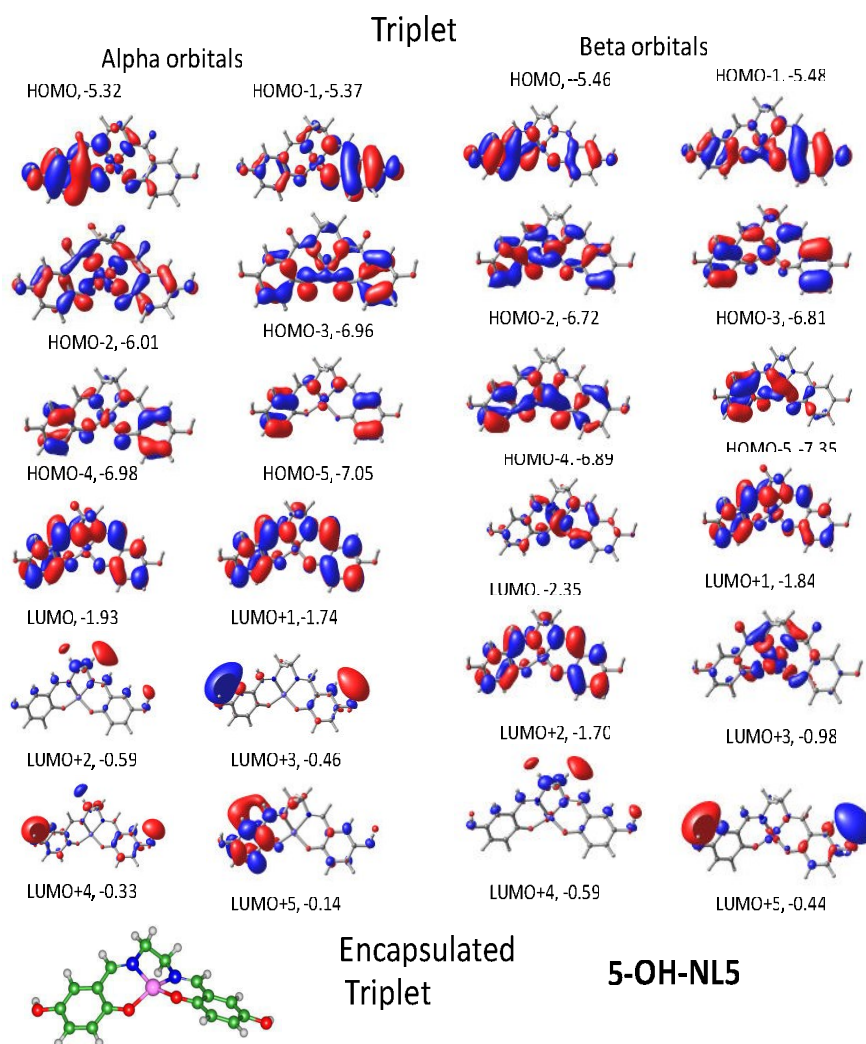 Triplet
Alpha orbitals
Beta orbitals
HOMO, -5.32
HOMO-1, -5.37
HOMO, --5.46
HOMO-1. -5.48
HOMO-2, -6.01
HOMO-3, -6.96
HOMO-2, -6.72
HOMO-3, -6.81
HOMO-4, -6.98
HOMO-5, -7.05
HOMO-4. -6.89
HOMO-5. -7.35
LUMO, -1.93
LUMO+1, -1.74
LUMO. -2.35
LUMO+1, -1.84
LUMO+2, -0.59
LUMO+3, -0.46
LUMO+2, -1.70
LUMO+3, -0.98
LUMO+4, -0.33
LUMO+5, -0.14
LUMO+4, -0.59
LUMO+5, -0.44
Encapsulated
Triplet
5-OH-NL5